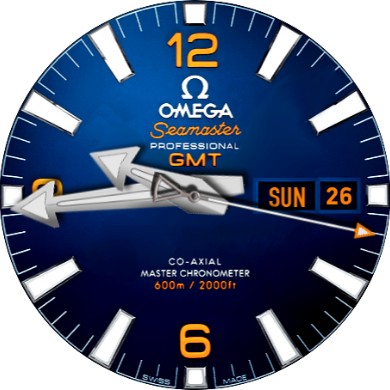 12
OMEGA
Seamaster
PROFESSIONAL
GMT
SUN 26
CO-AXIAL
MASTER CHRONOMETER
600m / 2000ft
6
SWISS MADE